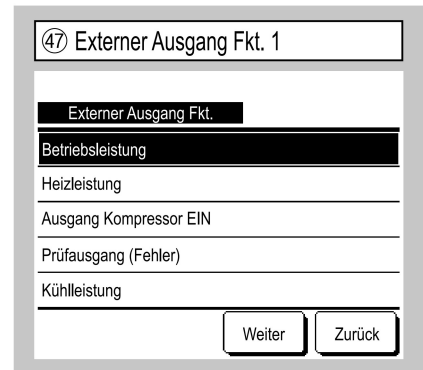 47 Externer Ausgang Fkt. 1
Externer Ausgang Fkt.
Betriebsleistung
Heizleistung
Ausgang Kompressor EIN
Prüfausgang (Fehler)
Kühlleistung
Weiter Zurück